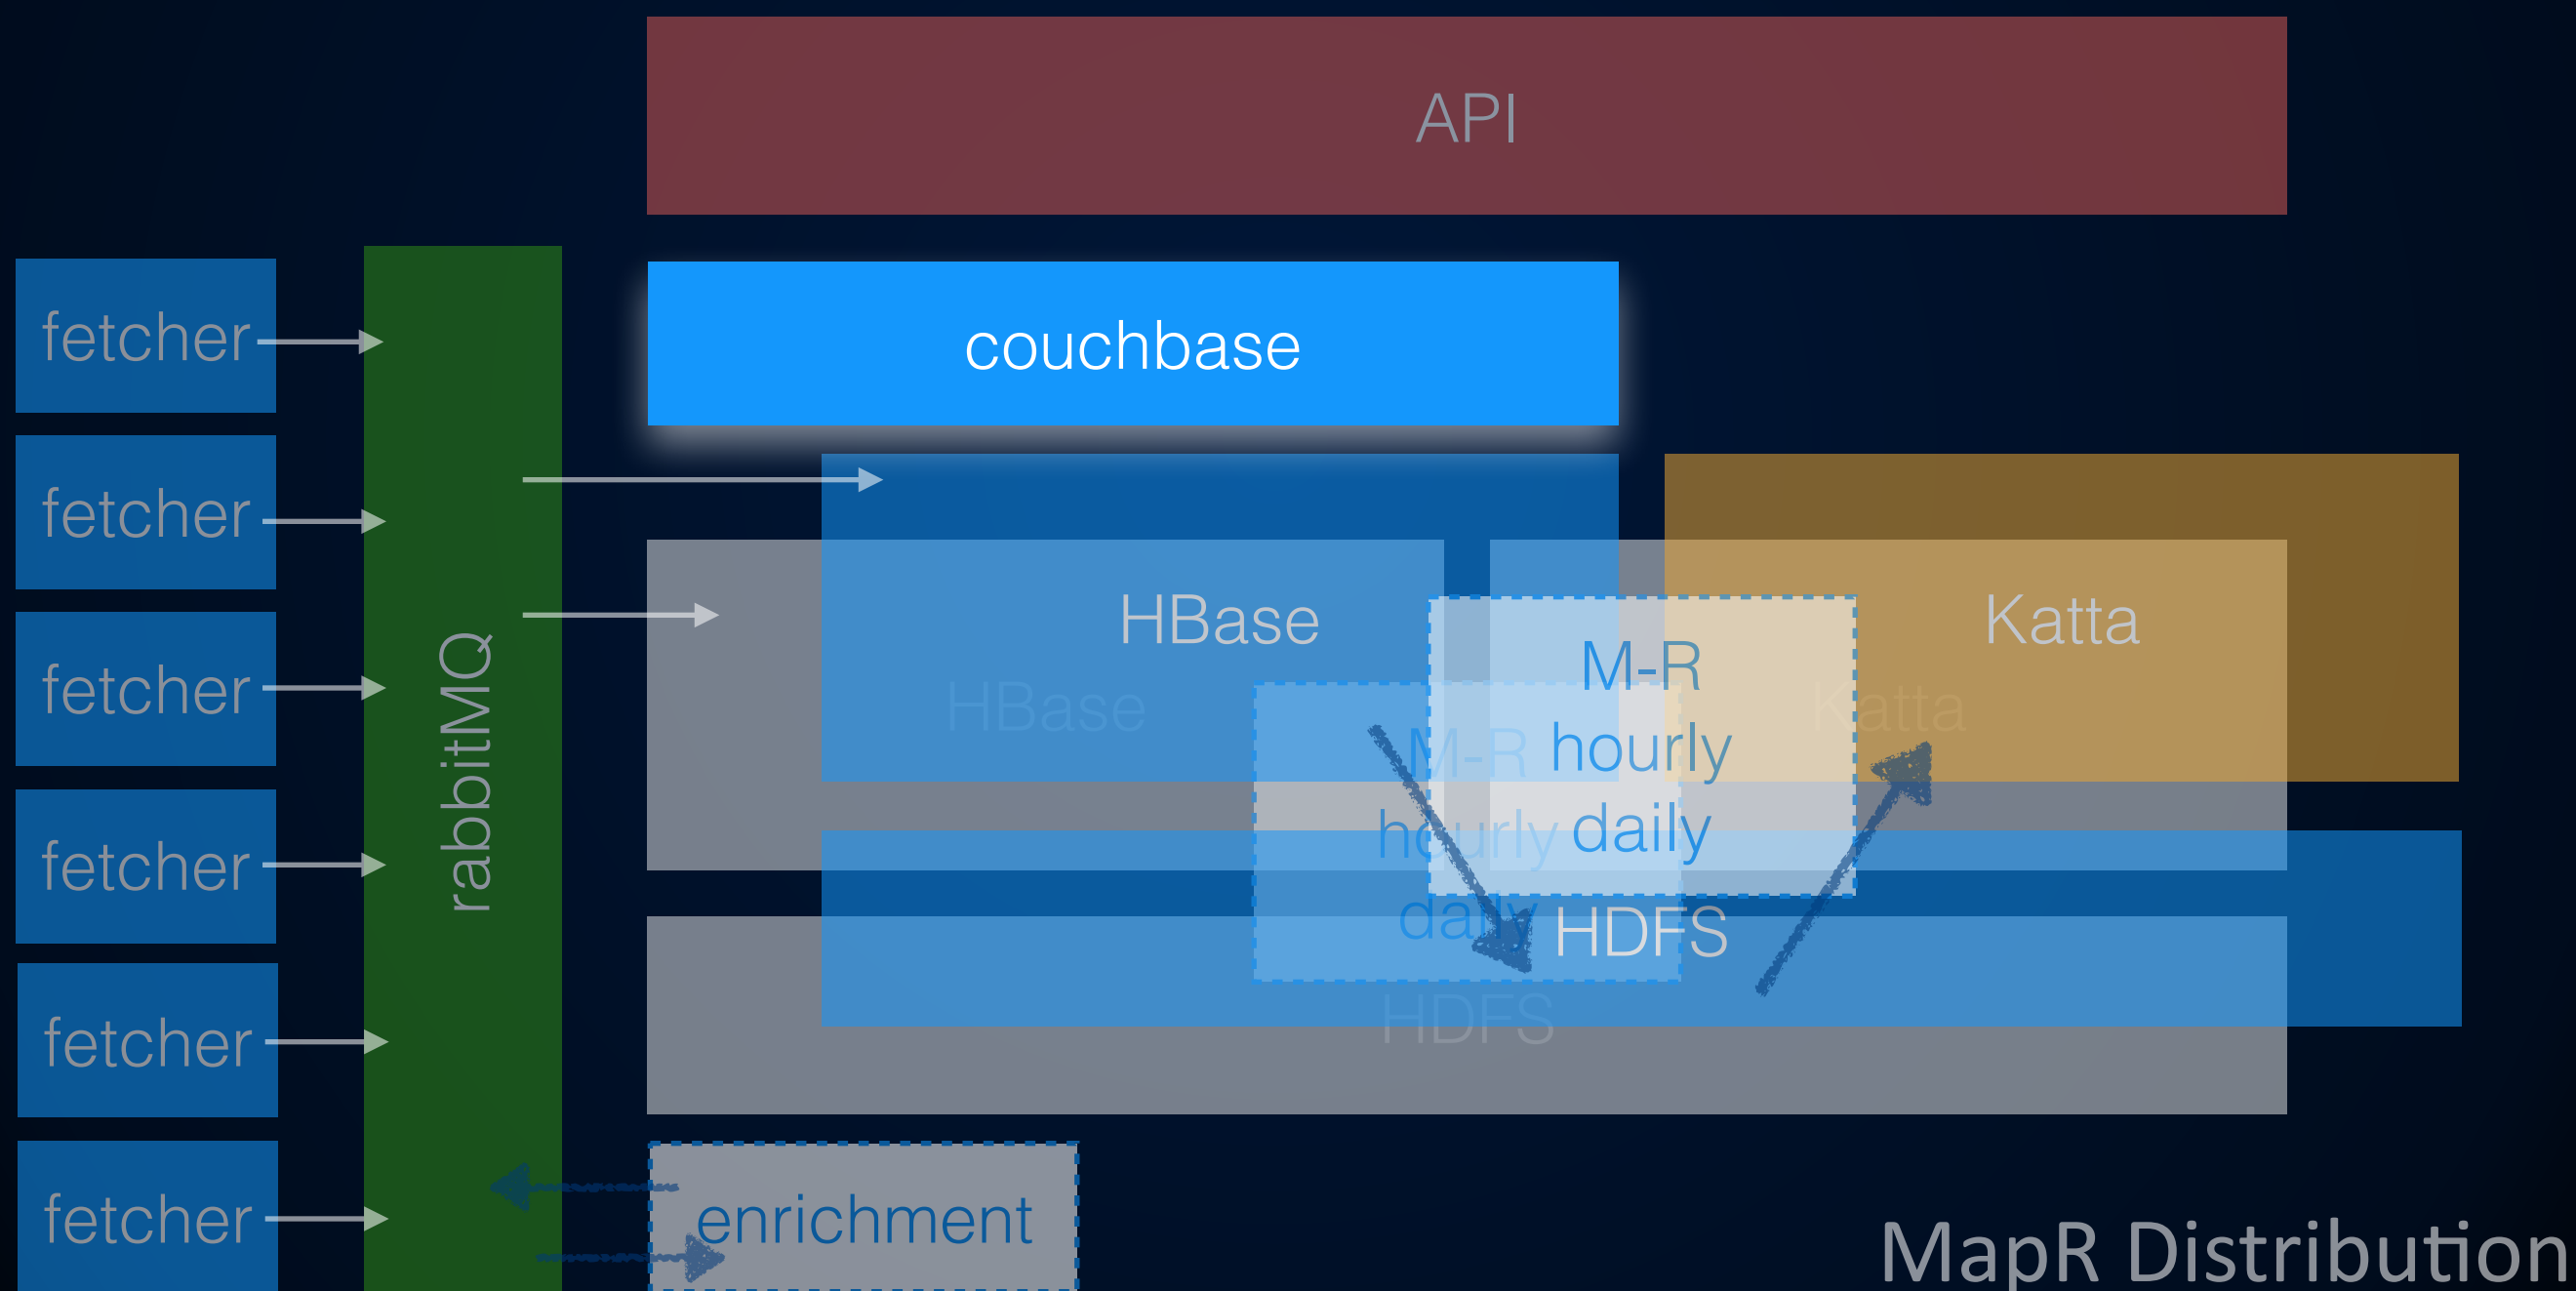 API
couchbase
fetcher
fetcher
fetcher
fetcher
fetcher
fetcher
rabbitMQ
HBase
Katta
HBase
Katta
M-R
hourly
daily
M-R
hourly
daily
HDFS
HDFS
enrichment
MapR Distribution